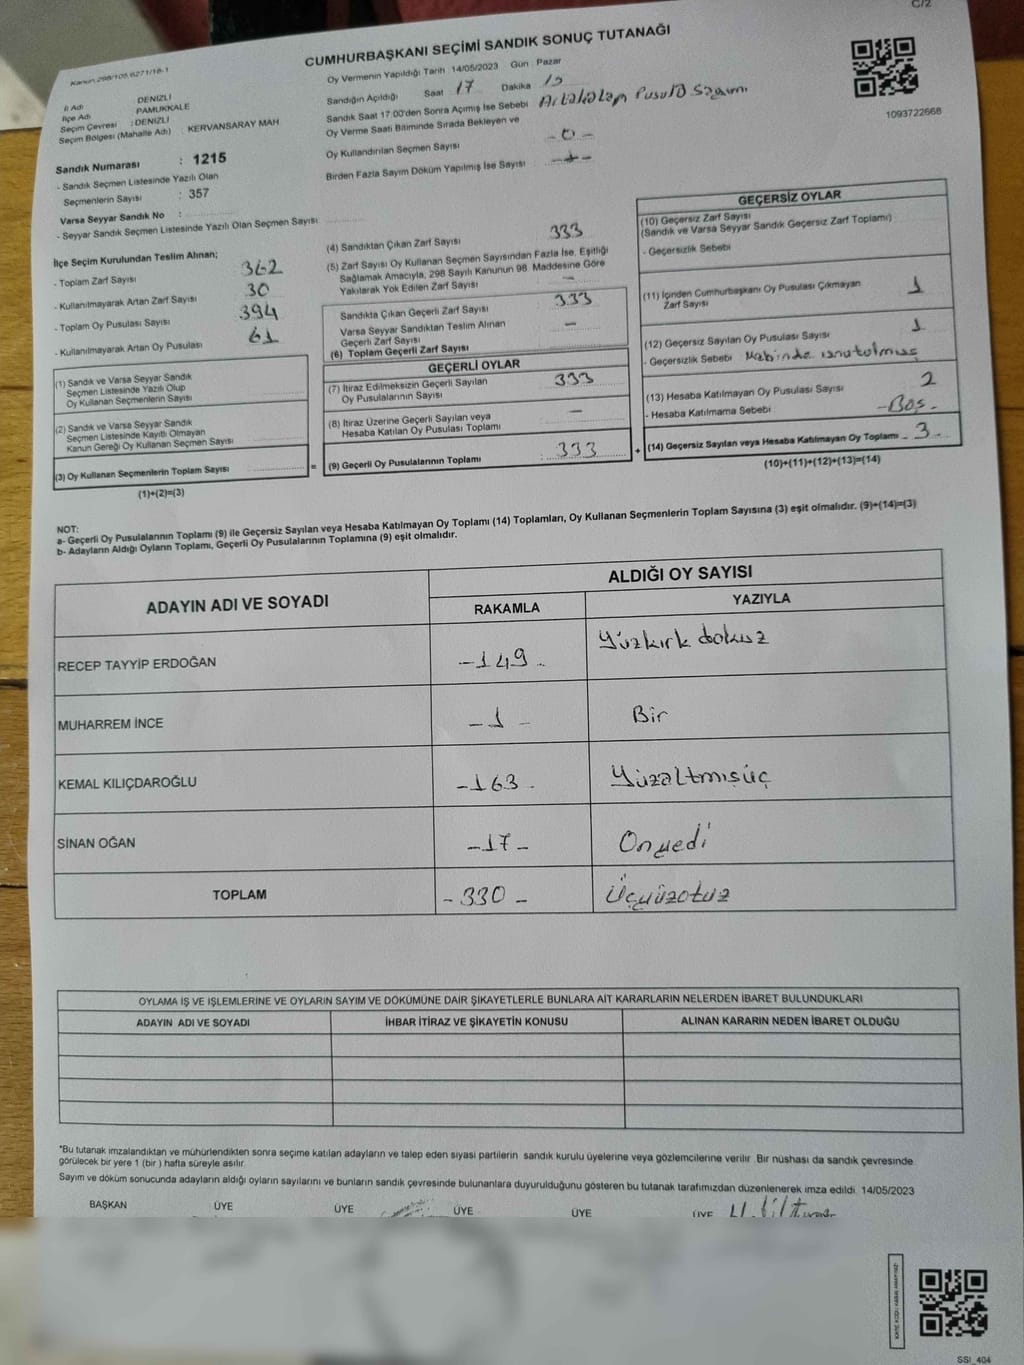 C/2
Kanun 298/105,6271/18-1
CUMHURBAŞKANI SEÇİMİ SANDIK SONUÇ TUTANAĞI
İl Adı : DENİZLİ
İlçe Adı PAMUKKALE
Seçim Çevresi : DENİZLİ
Seçim Bölgesi (Mahalle Adı) : KERVANSARAY MAH
Oy Vermenin Yapıldığı Tarih 14/05/2023 Gün Pazar
Sandığın Açıldığı Saat 17 Dakika 15
Sandık Saat 17:00'den Sonra Açımış İse Sebebi Artakalan Pusula Sayımı
Oy Verme Saati Bitiminde Sırada Bekleyen ve
Oy Kullandırılan Seçmen Sayısı -0-
Birden Fazla Sayım Döküm Yapılmış İse Sayısı
1093722668
Sandık Numarası : 1215
- Sandık Seçmen Listesinde Yazılı Olan
Seçmenlerin Sayısı : 357
Varsa Seyyar Sandık No :
- Seyyar Sandık Seçmen Listesinde Yazılı Olan Seçmen Sayısı
İlçe Seçim Kurulundan Teslim Alınan;
- Toplam Zarf Sayısı 362
- Kullanılmayarak Artan Zarf Sayısı 30
- Toplam Oy Pusulası Sayısı 394
- Kullanılmayarak Artan Oy Pusulası 61
(1) Sandık ve Varsa Seyyar Sandık
Seçmen Listesinde Yazılı Olup
Oy Kullanan Seçmenlerin Sayısı
(2) Sandık ve Varsa Seyyar Sandık
Seçmen Listesinde Kayıtlı Olmayan
Kanun Gereği Oy Kullanan Seçmen Sayısı
(3) Oy Kullanan Seçmenlerin Toplam Sayısı
(1)+(2)=(3)
(4) Sandıktan Çıkan Zarf Sayısı 333
(5) Zarf Sayısı Oy Kullanan Seçmen Sayısından Fazla İse, Eşitliği
Sağlamak Amacıyla, 298 Sayılı Kanunun 98. Maddesine Göre
Yakılarak Yok Edilen Zarf Sayısı -
Sandıkta Çıkan Geçerli Zarf Sayısı 333
Varsa Seyyar Sandıktan Teslim Alınan
Geçerli Zarf Sayısı -
(6) Toplam Geçerli Zarf Sayısı
GEÇERLİ OYLAR
(7) İtiraz Edilmeksizin Geçerli Sayılan
Oy Pusulalarının Sayısı 333
(8) İtiraz Üzerine Geçerli Sayılan veya
Hesaba Katılan Oy Pusulası Toplamı -
= (9) Geçerli Oy Pusulalarının Toplamı : 333
GEÇERSİZ OYLAR
(10) Geçersiz Zarf Sayısı
(Sandık ve Varsa Seyyar Sandık Geçersiz Zarf Toplamı)
- Geçersizlik Sebebi
(11) İçinden Cumhurbaşkanı Oy Pusulası Çıkmayan
Zarf Sayısı 1
(12) Geçersiz Sayılan Oy Pusulası Sayısı 1
- Geçersizlik Sebebi Kabinde unutulmuş
(13) Hesaba Katılmayan Oy Pusulası Sayısı 2
- Hesaba Katılmama Sebebi -Boş-
+ (14) Geçersiz Sayılan veya Hesaba Katılmayan Oy Toplamı - 3 -
(10)+(11)+(12)+(13)=(14)
NOT:
a- Geçerli Oy Pusulalarının Toplamı (9) ile Geçersiz Sayılan veya Hesaba Katılmayan Oy Toplamı (14) Toplamları, Oy Kullanan Seçmenlerin Toplam Sayısına (3) eşit olmalıdır. (9)+(14)=(3)
b- Adayların Aldığı Oyların Toplamı, Geçerli Oy Pusulalarının Toplamına (9) eşit olmalıdır.
ADAYIN ADI VE SOYADI
ALDIĞI OY SAYISI
RAKAMLA YAZIYLA
RECEP TAYYİP ERDOĞAN -149- Yüzkırk dokuz
MUHARREM İNCE -1- Bir
KEMAL KILIÇDAROĞLU -163- Yüzaltmışüç
SİNAN OĞAN -17- Onyedi
TOPLAM -330- Üçyüzotuz
OYLAMA İŞ VE İŞLEMLERİNE VE OYLARIN SAYIM VE DÖKÜMÜNE DAİR ŞİKAYETLERLE BUNLARA AİT KARARLARIN NELERDEN İBARET BULUNDUKLARI
ADAYIN ADI VE SOYADI İHBAR İTİRAZ VE ŞİKAYETİN KONUSU ALINAN KARARIN NEDEN İBARET OLDUĞU
*Bu tutanak imzalandıktan ve mühürlendikten sonra seçime katılan adayların ve talep eden siyasi partilerin sandık kurulu üyelerine veya gözlemcilerine verilir. Bir nüshası da sandık çevresinde
görülecek bir yere 1 (bir ) hafta süreyle asılır.
Sayım ve döküm sonucunda adayların aldığı oyların sayılarını ve bunların sandık çevresinde bulunanlara duyurulduğunu gösteren bu tutanak tarafımızdan düzenlenerek imza edildi. 14/05/2023
BAŞKAN ÜYE ÜYE ÜYE ÜYE ÜYE
SSI_404